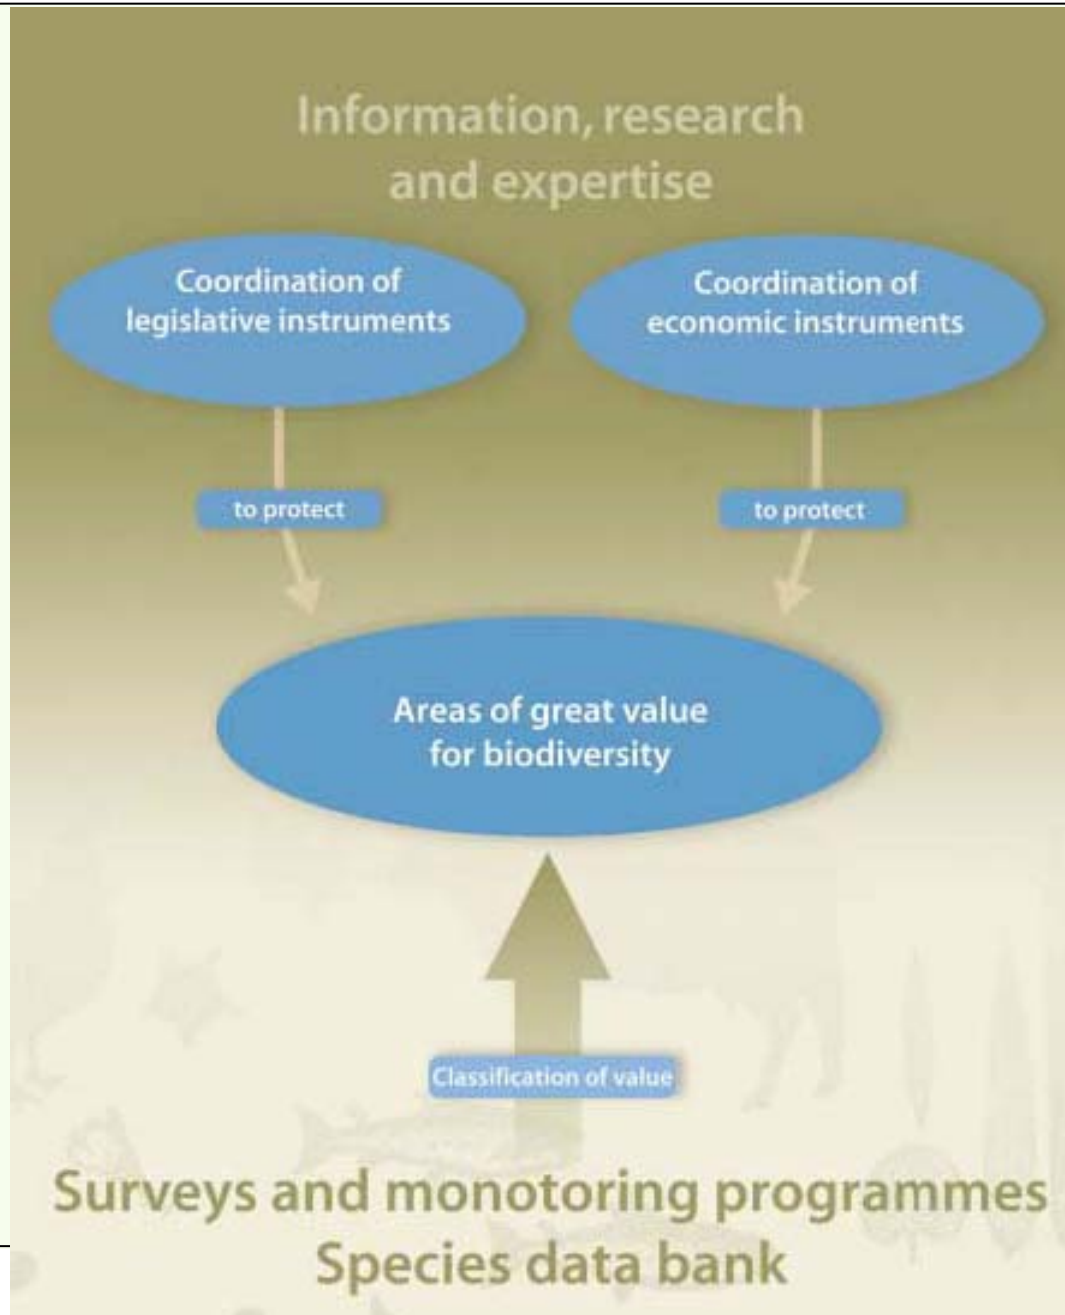 Information, research
and expertise
Coordination of
legislative instruments
Coordination of
economic instruments
to protect
to protect
Areas of great value
for biodiversity
Classification of value
Surveys and monotoring programmes
Species data bank